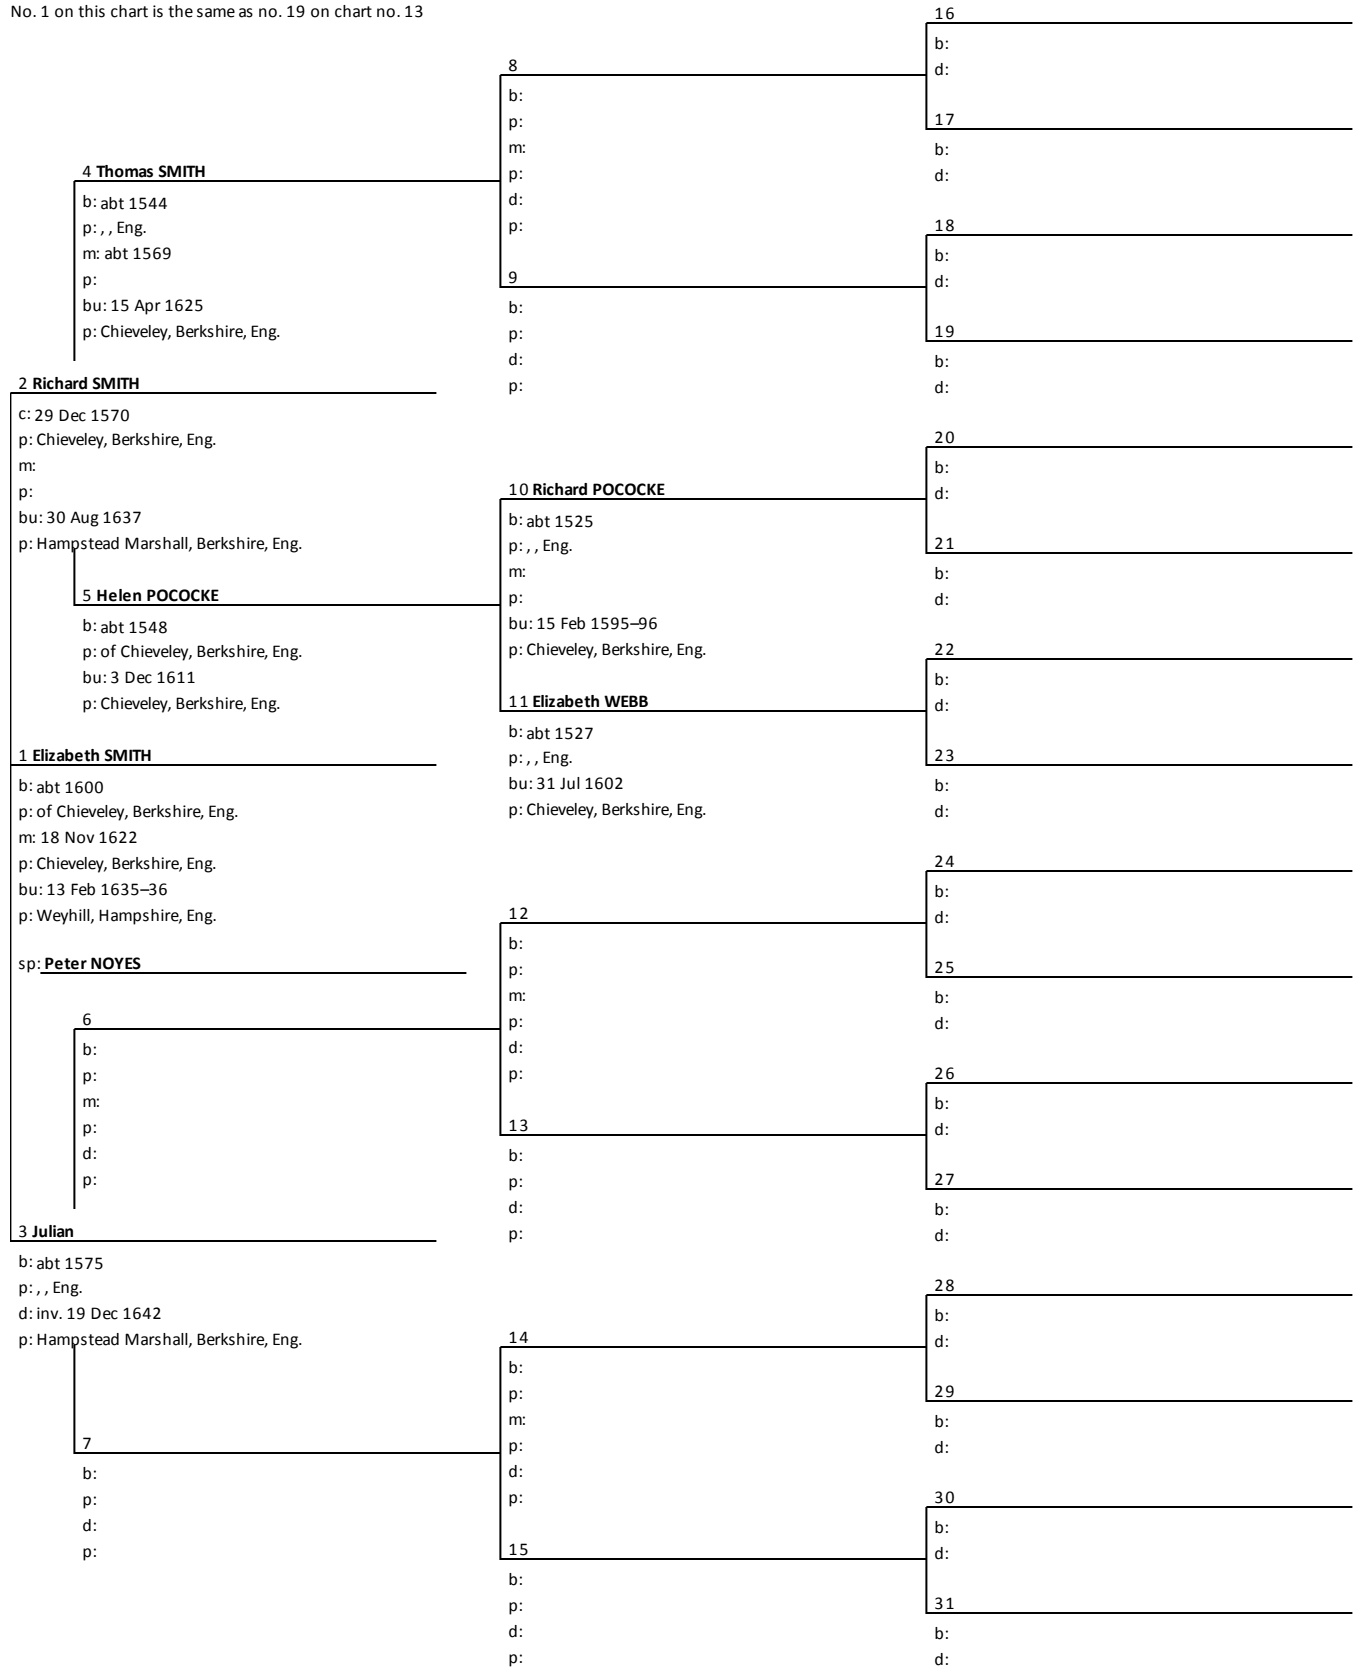 No. 1 on this chart is the same as no. 19 on chart no. 13
4 Thomas SMITH
b: abt 1544
p: , , Eng.
m: abt 1569
p:
bu: 15 Apr 1625
p: Chieveley, Berkshire, Eng.
2 Richard SMITH
c: 29 Dec 1570
p: Chieveley, Berkshire, Eng.
m:
p:
bu: 30 Aug 1637
p: Hampstead Marshall, Berkshire, Eng.
5 Helen POCOCKE
b: abt 1548
p: of Chieveley, Berkshire, Eng.
bu: 3 Dec 1611
p: Chieveley, Berkshire, Eng.
1 Elizabeth SMITH
b: abt 1600
p: of Chieveley, Berkshire, Eng.
m: 18 Nov 1622
p: Chieveley, Berkshire, Eng.
bu: 13 Feb 1635–36
p: Weyhill, Hampshire, Eng.
sp: Peter NOYES
6
b:
p:
m:
p:
d:
p:
3 Julian
b: abt 1575
p: , , Eng.
d: inv. 19 Dec 1642
p: Hampstead Marshall, Berkshire, Eng.
7
b:
p:
d:
p:
8
b:
p:
m:
p:
d:
p:
9
b:
p:
d:
p:
10 Richard POCOCKE
b: abt 1525
p: , , Eng.
m:
p:
bu: 15 Feb 1595–96
p: Chieveley, Berkshire, Eng.
11 Elizabeth WEBB
b: abt 1527
p: , , Eng.
bu: 31 Jul 1602
p: Chieveley, Berkshire, Eng.
12
b:
p:
m:
p:
d:
p:
13
b:
p:
d:
p:
14
b:
p:
m:
p:
d:
p:
15
b:
p:
d:
p:
16
b:
d:
17
b:
d:
18
b:
d:
19
b:
d:
20
b:
d:
21
b:
d:
22
b:
d:
23
b:
d:
24
b:
d:
25
b:
d:
26
b:
d:
27
b:
d:
28
b:
d:
29
b:
d:
30
b:
d:
31
b:
d: